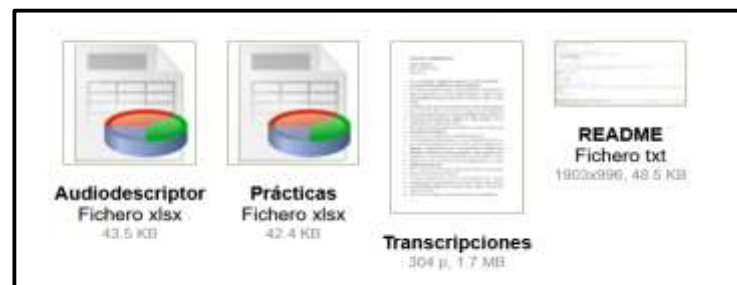 Audiodescriptor
Fichero xlsx
43.5 KB
Prácticas
Fichero xlsx
42.4 KB
Transcripciones
304 p, 1.7 MB
README
Fichero txt
1903x996, 48.5 KB